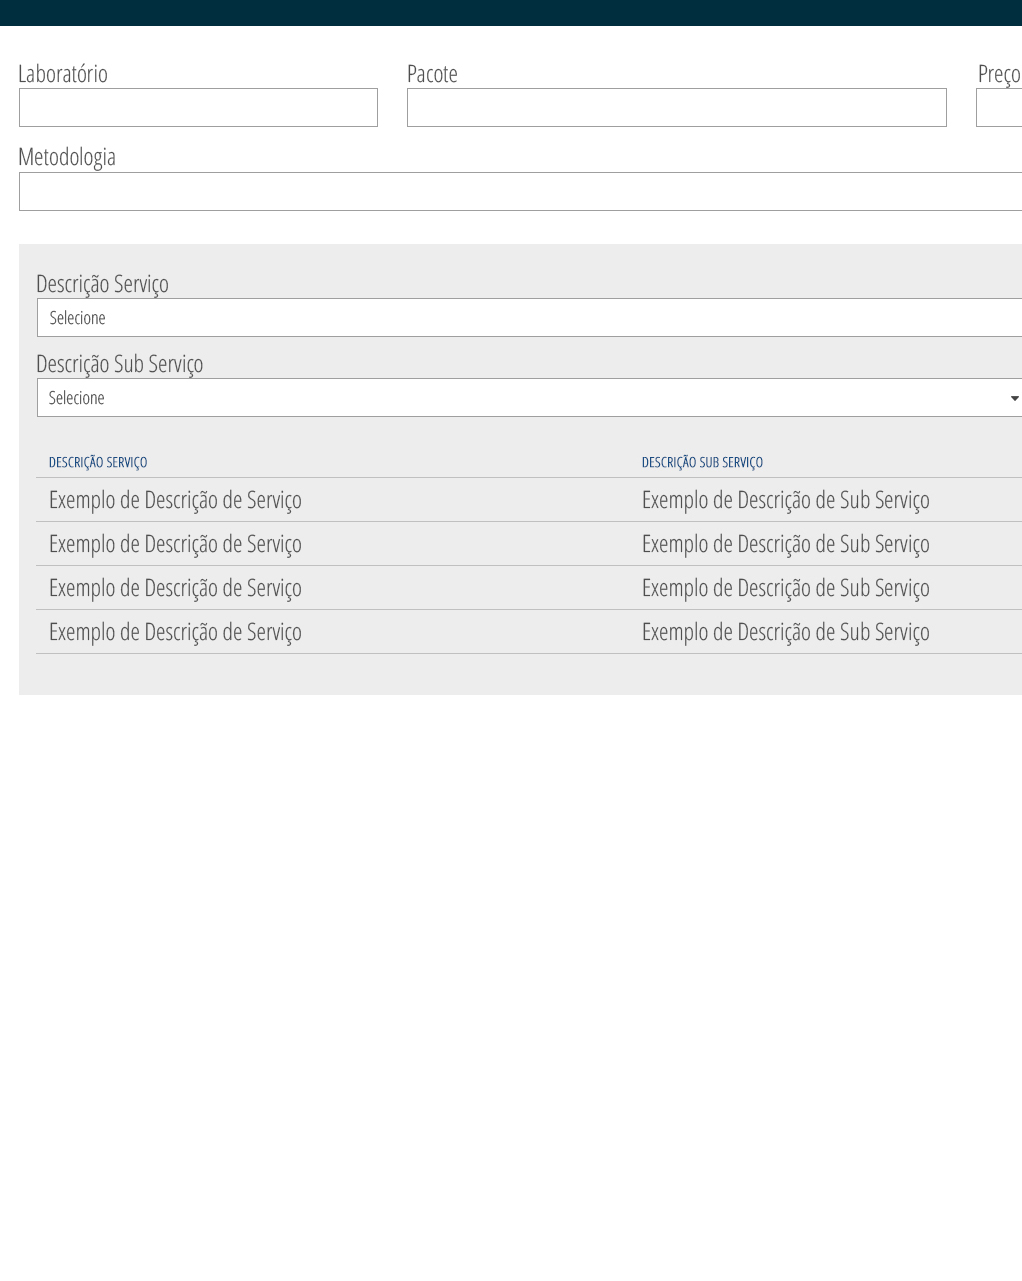 Laboratório Pacote Preço
Metodologia
Descrição Serviço
Selecione
Descrição Sub Serviço
Selecione
DESCRIÇÃO SERVIÇO DESCRIÇÃO SUB SERVIÇO
Exemplo de Descrição de Serviço Exemplo de Descrição de Sub Serviço
Exemplo de Descrição de Serviço Exemplo de Descrição de Sub Serviço
Exemplo de Descrição de Serviço Exemplo de Descrição de Sub Serviço
Exemplo de Descrição de Serviço Exemplo de Descrição de Sub Serviço